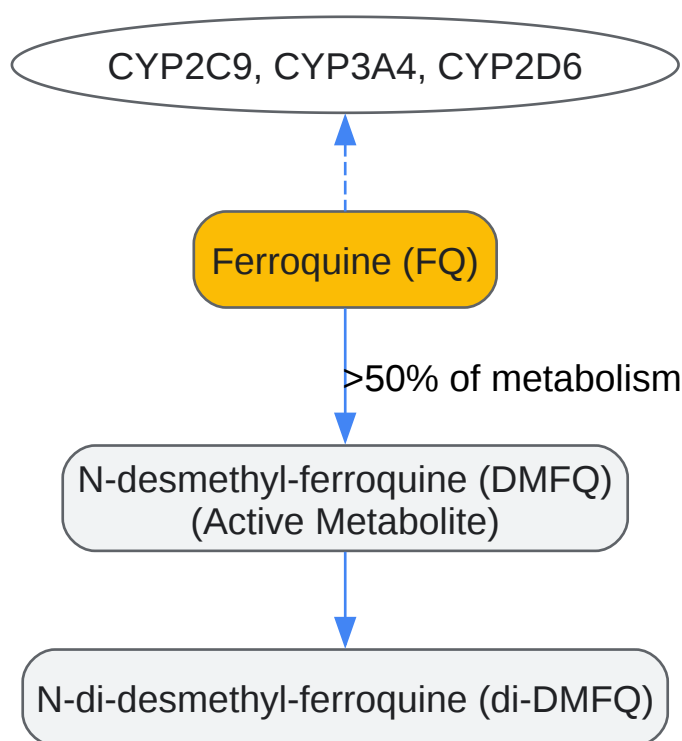 CYP2C9, CYP3A4, CYP2D6
Ferroquine (FQ)
>50% of metabolism
N-desmethyl-ferroquine (DMFQ)
(Active Metabolite)
N-di-desmethyl-ferroquine (di-DMFQ)